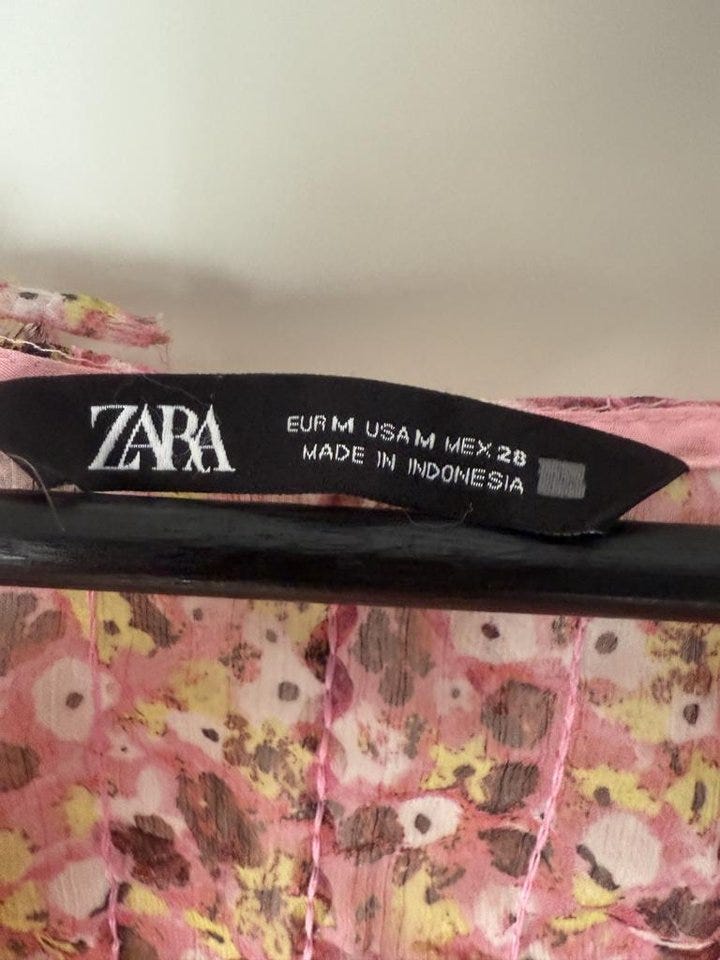 ZARA
EUR M USA M MEX 28
MADE IN INDONESIA